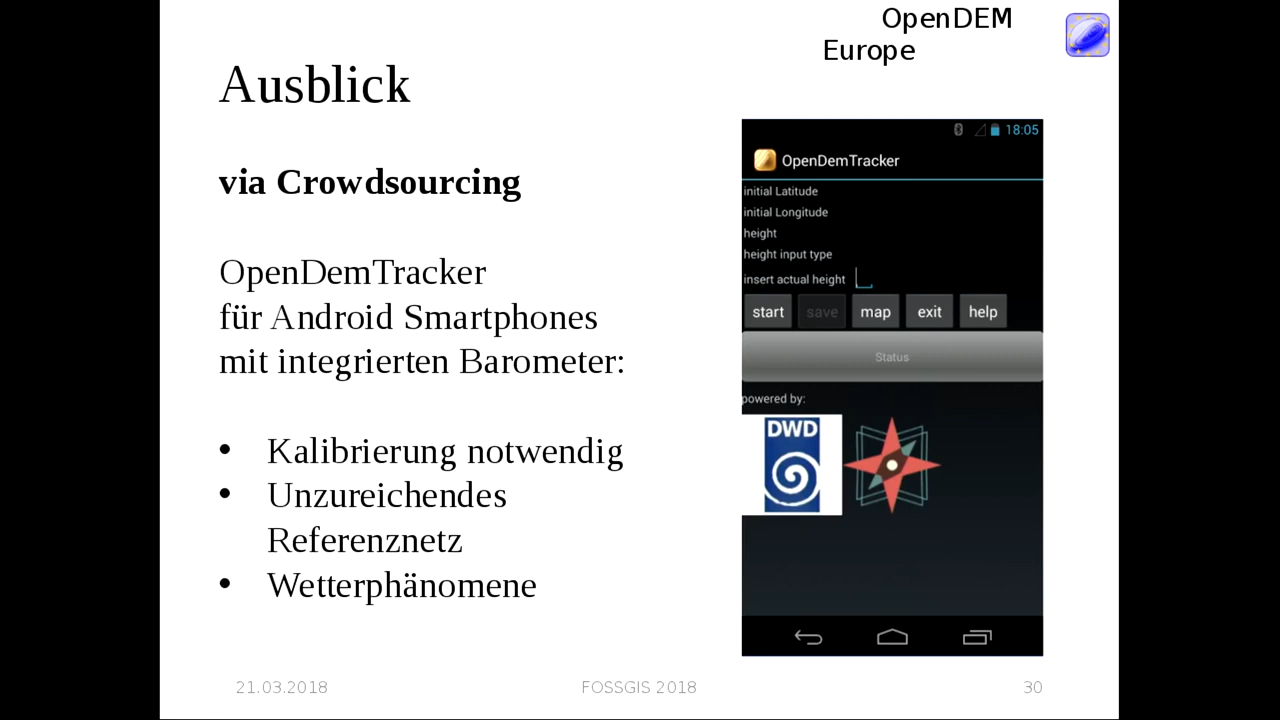 OpenDEM
Europe
Ausblick
via Crowdsourcing
OpenDemTracker
für Android Smartphones
mit integrierten Barometer:
• Kalibrierung notwendig
• Unzureichendes
Referenznetz
• Wetterphänomene
18:05
OpenDemTracker
initial Latitude
initial Longitude
height
height input type
insert actual height
start save map exit help
Status
powered by:
DWD
21.03.2018 FOSSGIS 2018 30